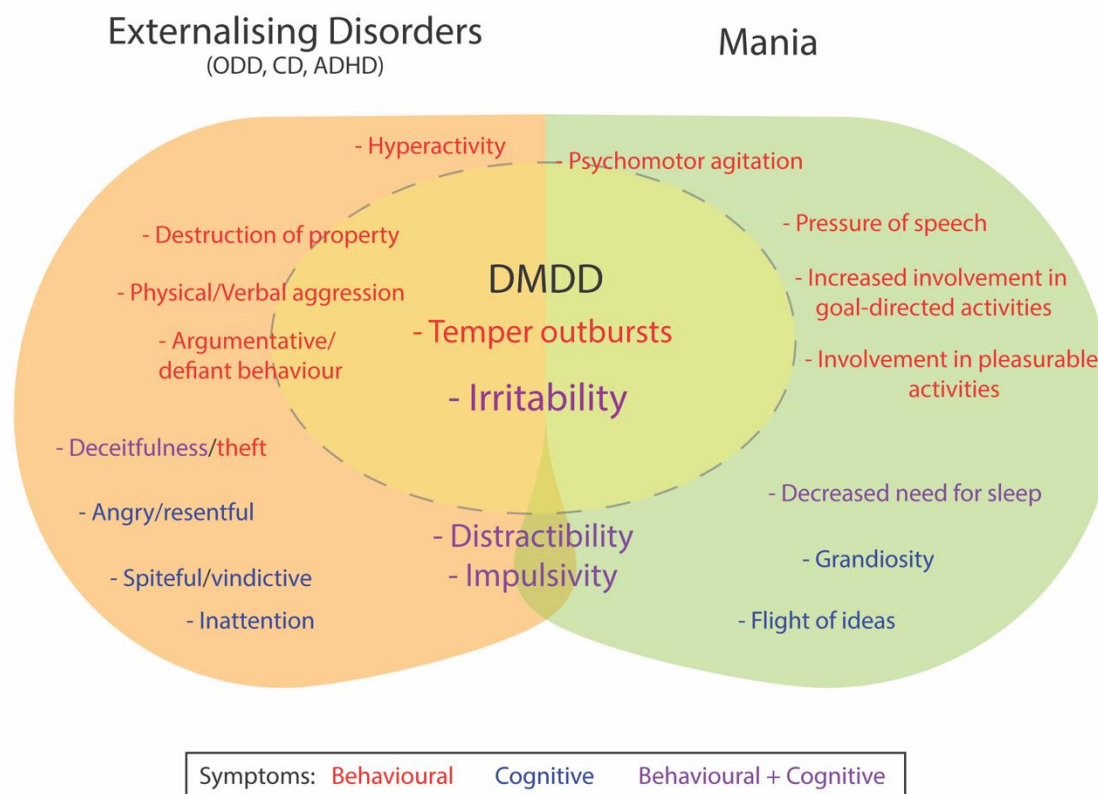 Externalising Disorders
(ODD, CD, ADHD)
Mania
- Hyperactivity
- Psychomotor agitation
- Destruction of property
- Pressure of speech
DMDD
- Physical/Verbal aggression
- Increased involvement in
goal-directed activities
- Temper outbursts
- Argumentative/
defiant behaviour
- Involvement in pleasurable
activities
- Irritability
- Deceitfulness/theft
- Decreased need for sleep
- Angry/resentful
- Distractibility
- Impulsivity
- Grandiosity
- Spiteful/vindictive
- Inattention
- Flight of ideas
Symptoms: Behavioural Cognitive Behavioural + Cognitive